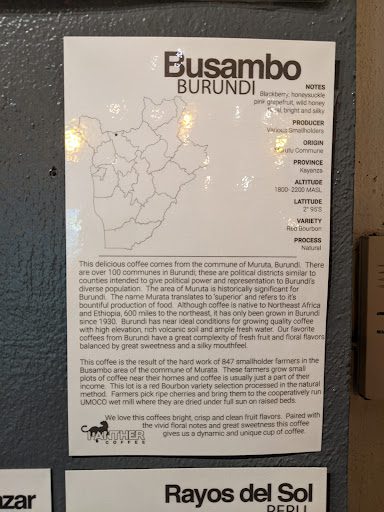 Busambo
BURUNDI
NOTES
Blackberry, honeysuckle
pink grapefruit, wild honey
bright and silky
PRODUCER
Various Smallholders
ORIGIN
Commune
PROVINCE
Kayanza
ALTITUDE
1800- 2200 MASL
LATITUDE
2° 9S'S
VARIETY
Red Bourbon
PROCESS
Natural
This delicious coffee comes from the commune of Muruta, Burundi. There
are over 100 communes in Burundi; these are political districts similar to
counties intended to give political power and representation to Burundi's
diverse population. The area of Muruta is historically significant for
Burundi. The name Murata translates to 'superior' and refers to it's
bountiful production of food. Although coffee is native to Northeast Africa
and Ethiopia, 600 miles to the northeast, it has only been grown in Burundi
since 1930. Burundi has near ideal conditions for growing quality coffee
with high elevation, rich volcanic soil and ample fresh water. Our favorite
coffees from Burundi have a great complexity of fresh fruit and floral flavors
balanced by great sweetness and a silky mouthfeel.
This coffee is the result of the hard work of 847 smallholder farmers in the
Busambo area of the commune of Murata. These farmers grow small
plots of coffee near their homes and coffee is usually just a part of their
income. This lot is a red Bourbon variety selection processed in the natural
method. Farmers pick ripe cherries and bring them to the cooperatively run
UMOCO wet mill where they are dried under full sun on raised beds.
We love this coffees bright, crisp and clean fruit flavors. Paired with
the vivid floral notes and great sweetness this coffee
gives us a dynamic and unique cup of coffee.
PANTHER
COFFEE
zar
Rayos del Sol
PERU